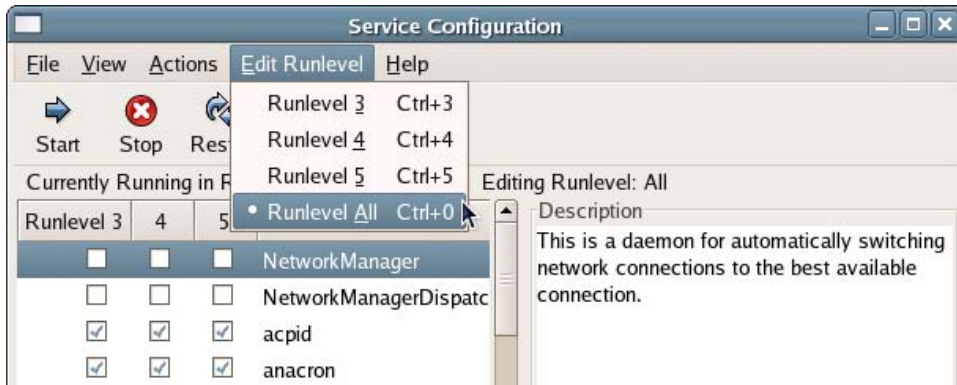 Service Configuration
File View Actions Edit Runlevel Help
Runlevel 3 Ctrl+3
Runlevel 4 Ctrl+4
Runlevel 5 Ctrl+5
Runlevel All Ctrl+0
Start Stop Res
Currently Running in R
Editing Runlevel: All
Runlevel 3 4 5
NetworkManager
NetworkManagerDispatc
acpid
anacron
Description
This is a daemon for automatically switching
network connections to the best available
connection.